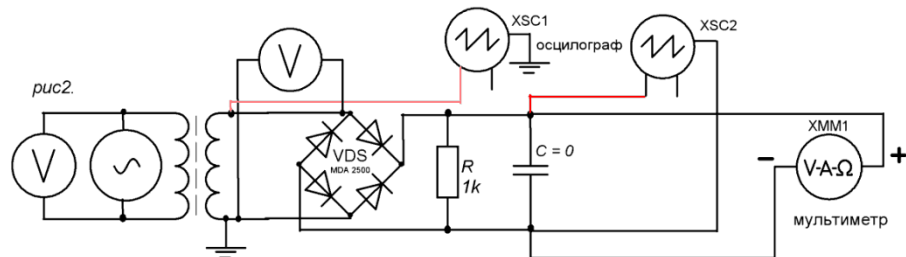 XSC1
осцилограф
XSC2
рис2.
V
V
VDS
MDA 2500
R
1k
C = 0
XMM1
- +
V-A-Ω
мультиметр